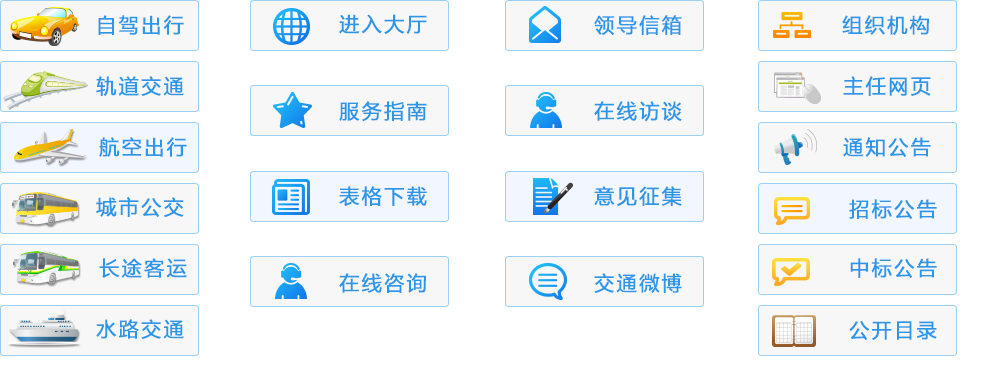 自驾出行
轨道交通
航空出行
城市公交
长途客运
水路交通
进入大厅
服务指南
表格下载
在线咨询
领导信箱
在线访谈
意见征集
交通微博
组织机构
主任网页
通知公告
招标公告
中标公告
公开目录